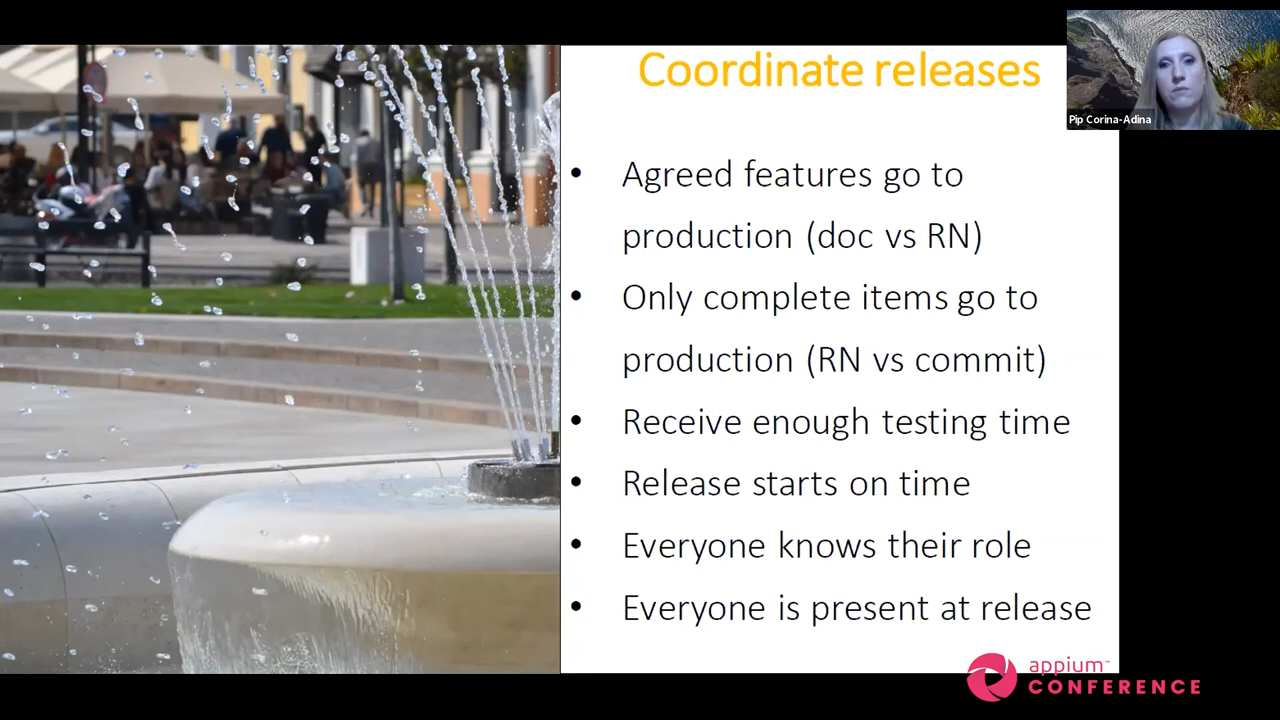 Coordinate releases
Pip Corina-Adina
• Agreed features go to
production (doc vs RN)
• Only complete items go to
production (RN vs commit)
• Receive enough testing time
• Release starts on time
• Everyone knows their role
• Everyone is present at release
appium™
CONFERENCE